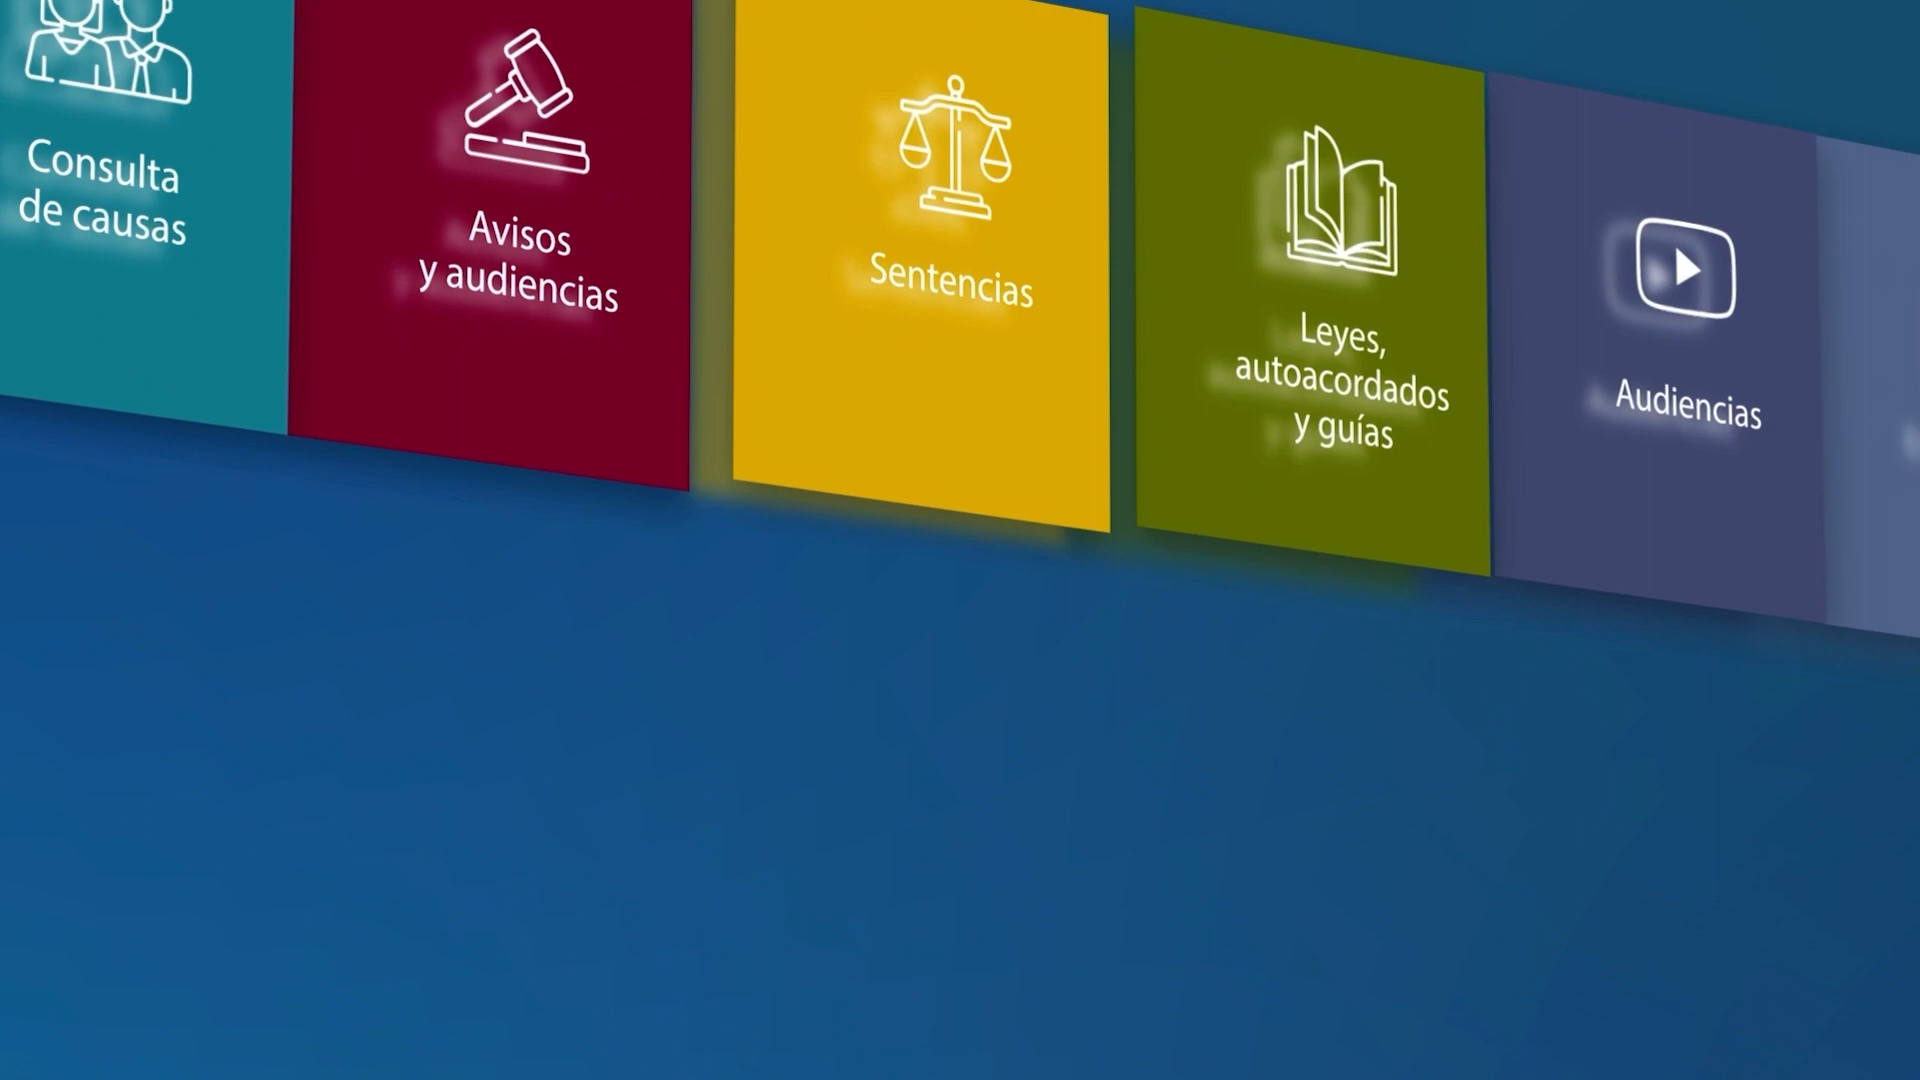 Consulta
de causas
Avisos
y audiencias
Sentencias
Leyes,
autoacordados
y guías
Audiencias